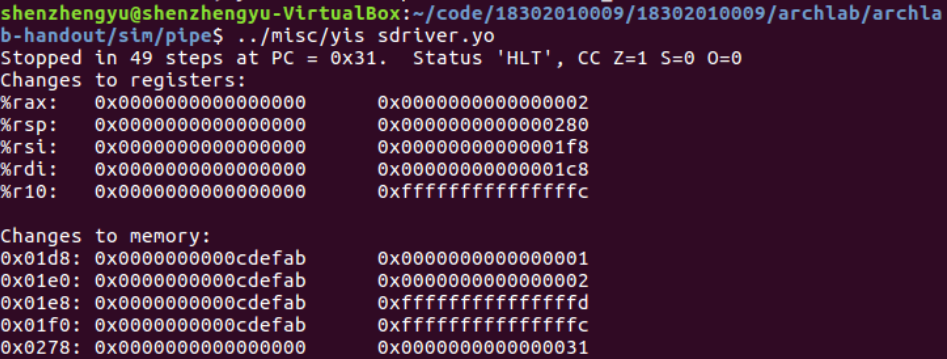 shenzhengyu@shenzhengyu-VirtualBox:~/code/18302010009/18302010009/archlab/archla
b-handout/sim/pipe$ ../misc/yis sdriver.yo
Stopped in 49 steps at PC = 0x31.  Status 'HLT', CC Z=1 S=0 O=0
Changes to registers:
%rax:   0x0000000000000000      0x0000000000000002
%rsp:   0x0000000000000000      0x0000000000000280
%rsi:   0x0000000000000000      0x00000000000001f8
%rdi:   0x0000000000000000      0x00000000000001c8
%r10:   0x0000000000000000      0xfffffffffffffffc

Changes to memory:
0x01d8: 0x0000000000cdefab      0x0000000000000001
0x01e0: 0x0000000000cdefab      0x0000000000000002
0x01e8: 0x0000000000cdefab      0xfffffffffffffffd
0x01f0: 0x0000000000cdefab      0xfffffffffffffffc
0x0278: 0x0000000000000000      0x0000000000000031